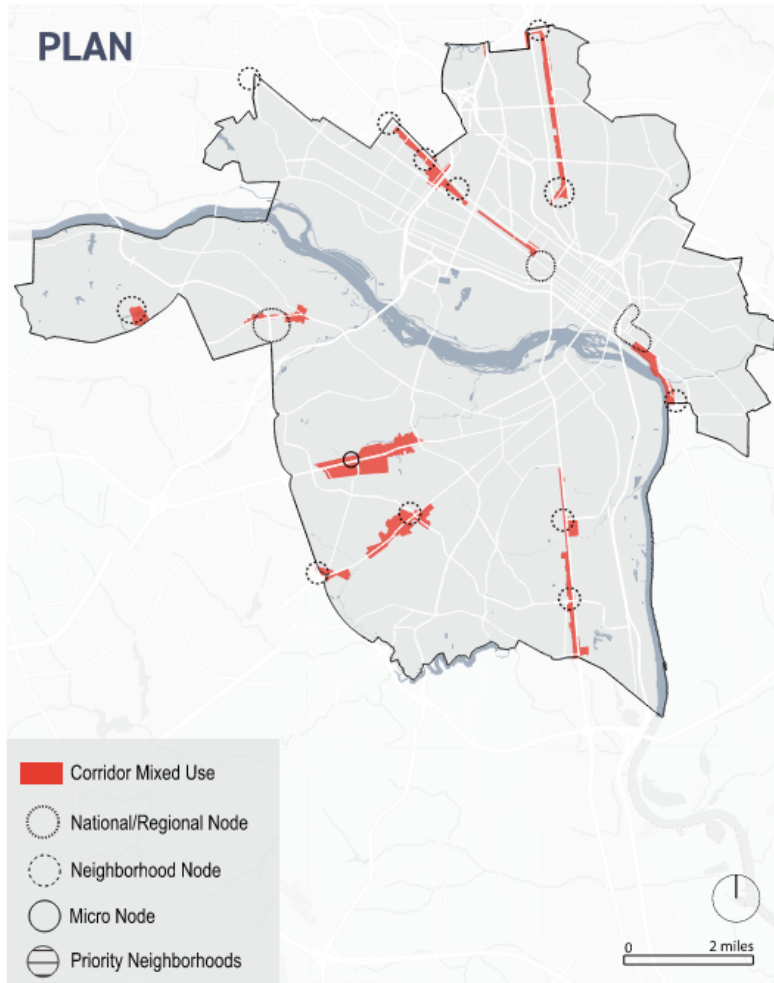 PLAN
Corridor Mixed Use
National/Regional Node
Neighborhood Node
Micro Node
Priority Neighborhoods
0 2 miles